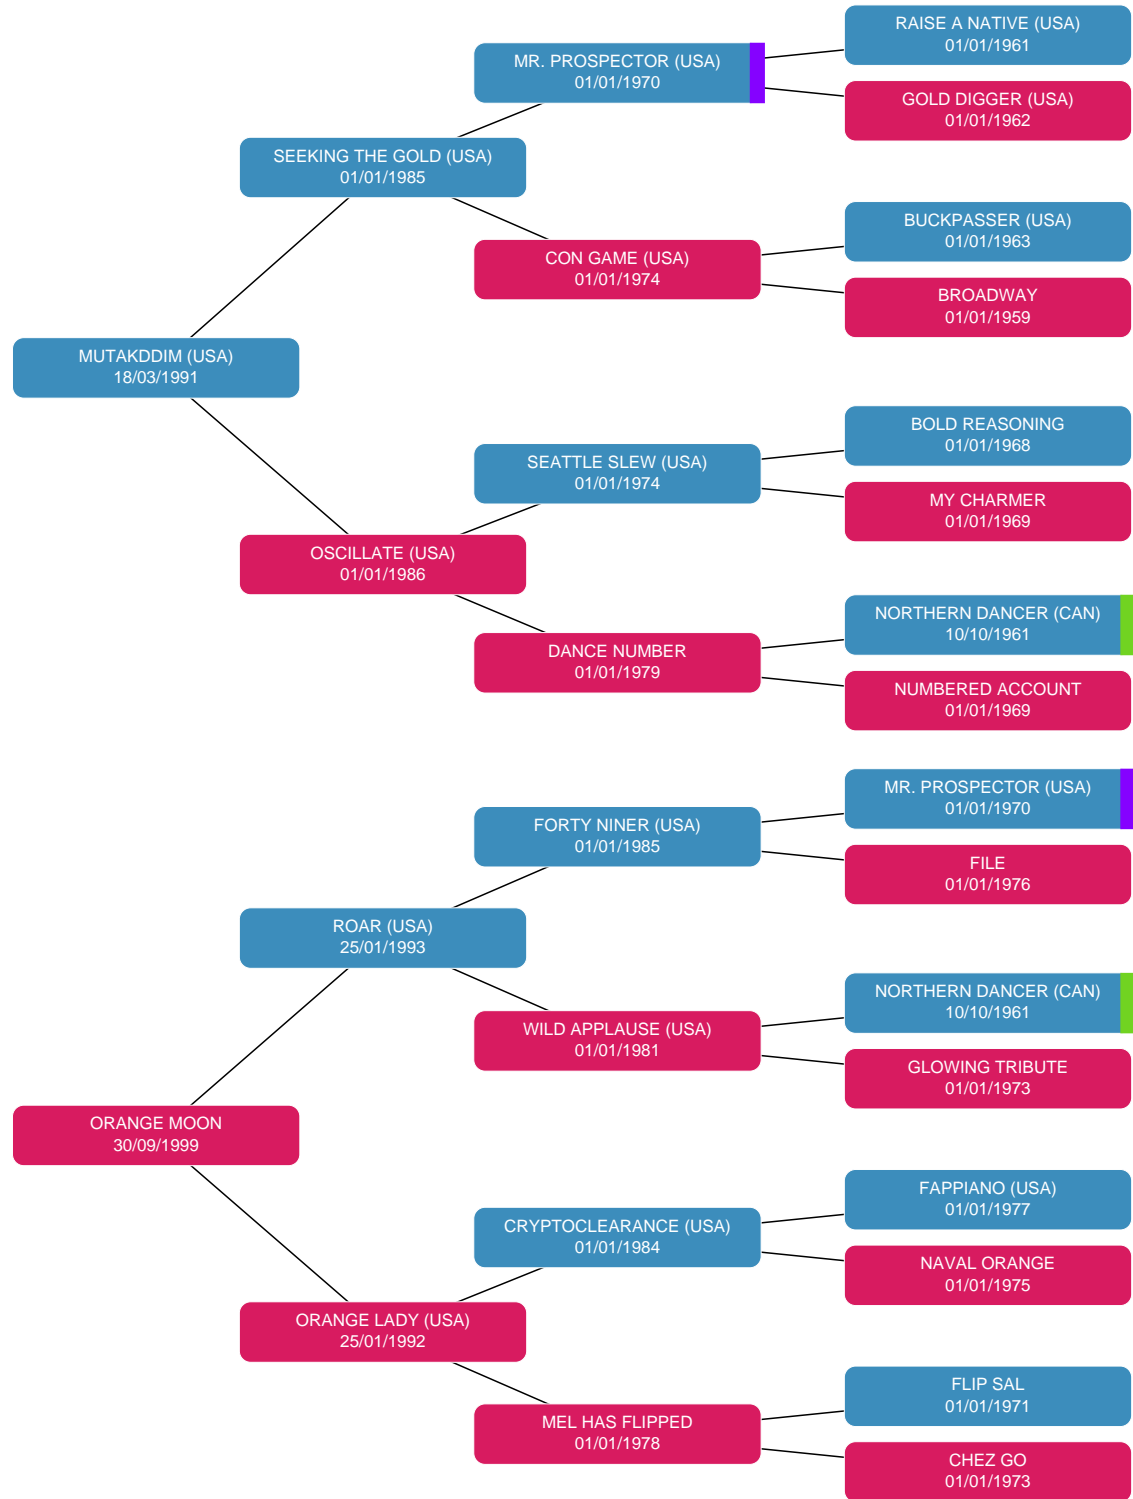 RAISE A NATIVE (USA)
01/01/1961
MR. PROSPECTOR (USA)
01/01/1970
GOLD DIGGER (USA)
01/01/1962
SEEKING THE GOLD (USA)
01/01/1985
BUCKPASSER (USA)
01/01/1963
CON GAME (USA)
01/01/1974
BROADWAY
01/01/1959
MUTAKDDIM (USA)
18/03/1991
BOLD REASONING
01/01/1968
SEATTLE SLEW (USA)
01/01/1974
MY CHARMER
01/01/1969
OSCILLATE (USA)
01/01/1986
NORTHERN DANCER (CAN)
10/10/1961
DANCE NUMBER
01/01/1979
NUMBERED ACCOUNT
01/01/1969
MR. PROSPECTOR (USA)
01/01/1970
FORTY NINER (USA)
01/01/1985
FILE
01/01/1976
ROAR (USA)
25/01/1993
NORTHERN DANCER (CAN)
10/10/1961
WILD APPLAUSE (USA)
01/01/1981
GLOWING TRIBUTE
01/01/1973
ORANGE MOON
30/09/1999
FAPPIANO (USA)
01/01/1977
CRYPTOCLEARANCE (USA)
01/01/1984
NAVAL ORANGE
01/01/1975
ORANGE LADY (USA)
25/01/1992
FLIP SAL
01/01/1971
MEL HAS FLIPPED
01/01/1978
CHEZ GO
01/01/1973